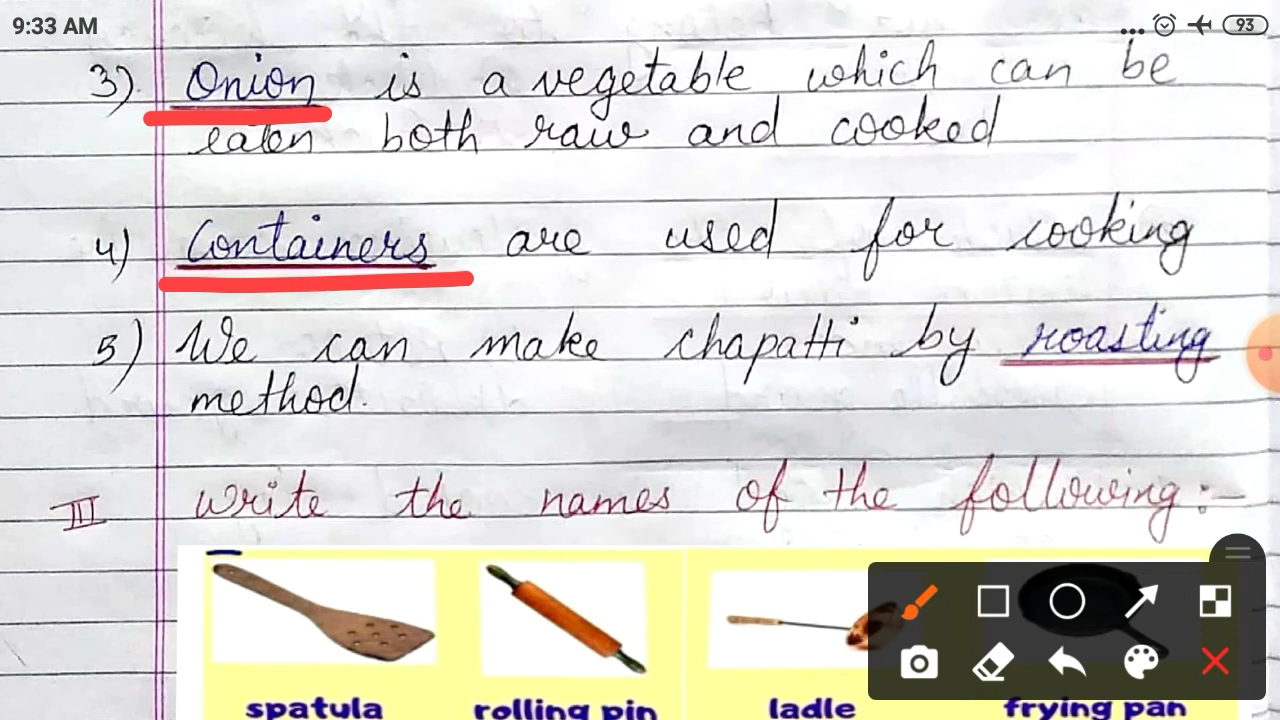 9:33 AM
93
3). Onion is a vegetable which can be
eaten both raw and cooked
4) Containers are used for cooking
5) We can make chapatti by roasting
method.
III write the names of the following :-
spatula rolling pin ladle frying pan